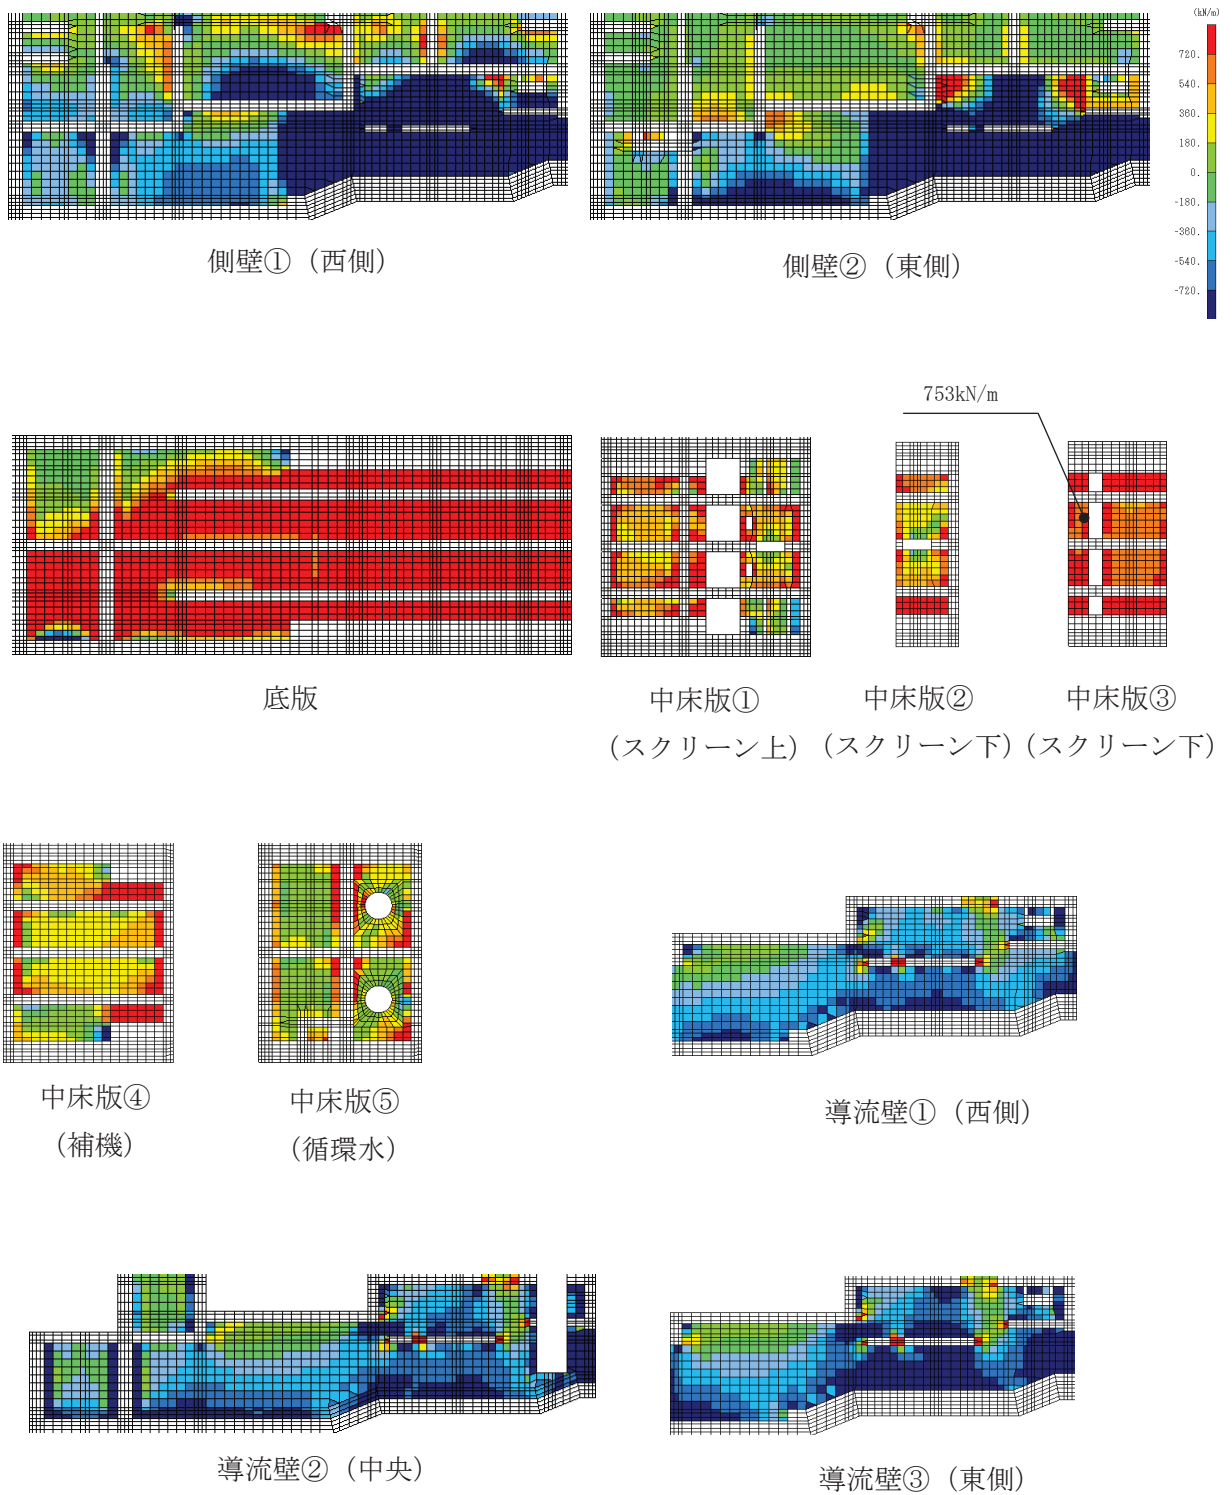 (kN/m)
720.
540.
360.
180.
0.
-180.
-360.
-540.
-720.
側壁①（西側）
側壁②（東側）
753kN/m
底版
中床版①
（スクリーン上）
中床版②
（スクリーン下）
中床版③
（スクリーン下）
中床版④
（補機）
中床版⑤
（循環水）
導流壁①（西側）
導流壁②（中央）
導流壁③（東側）